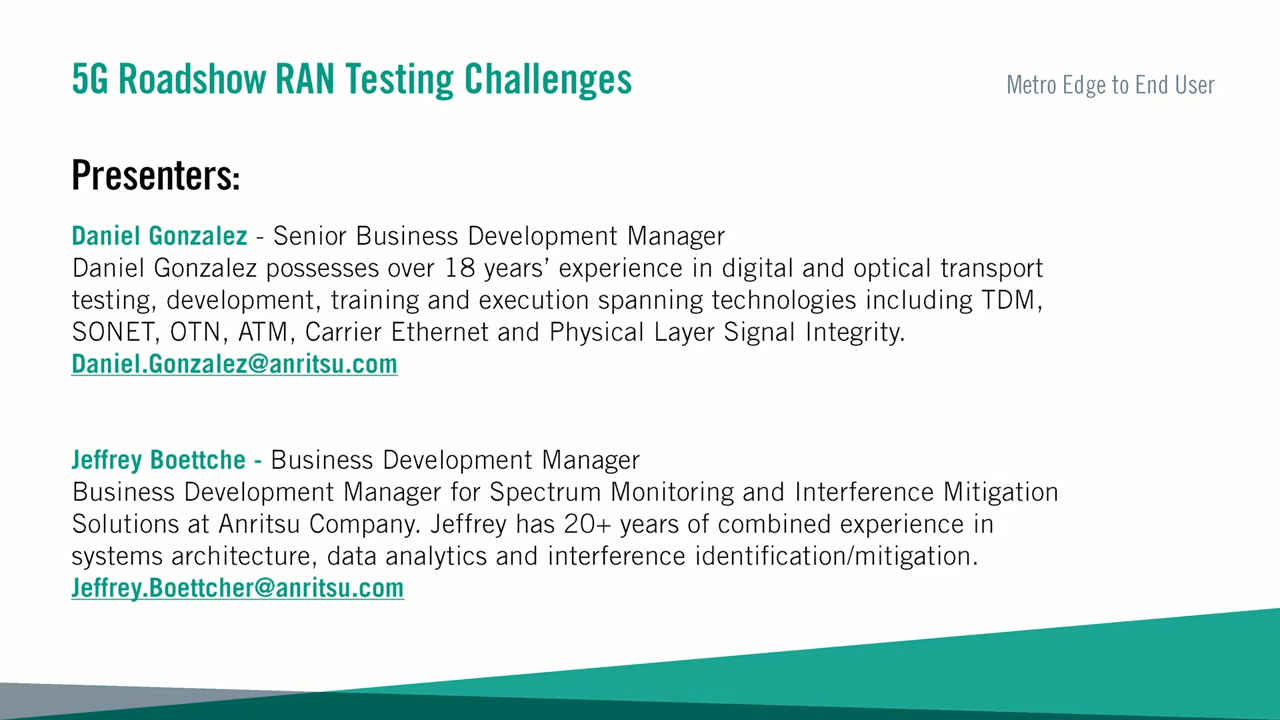 5G Roadshow RAN Testing Challenges
Metro Edge to End User
Presenters:
Daniel Gonzalez - Senior Business Development Manager
Daniel Gonzalez possesses over 18 years’ experience in digital and optical transport
testing, development, training and execution spanning technologies including TDM,
SONET, OTN, ATM, Carrier Ethernet and Physical Layer Signal Integrity.
Daniel.Gonzalez@anritsu.com
Jeffrey Boettche - Business Development Manager
Business Development Manager for Spectrum Monitoring and Interference Mitigation
Solutions at Anritsu Company. Jeffrey has 20+ years of combined experience in
systems architecture, data analytics and interference identification/mitigation.
Jeffrey.Boettcher@anritsu.com